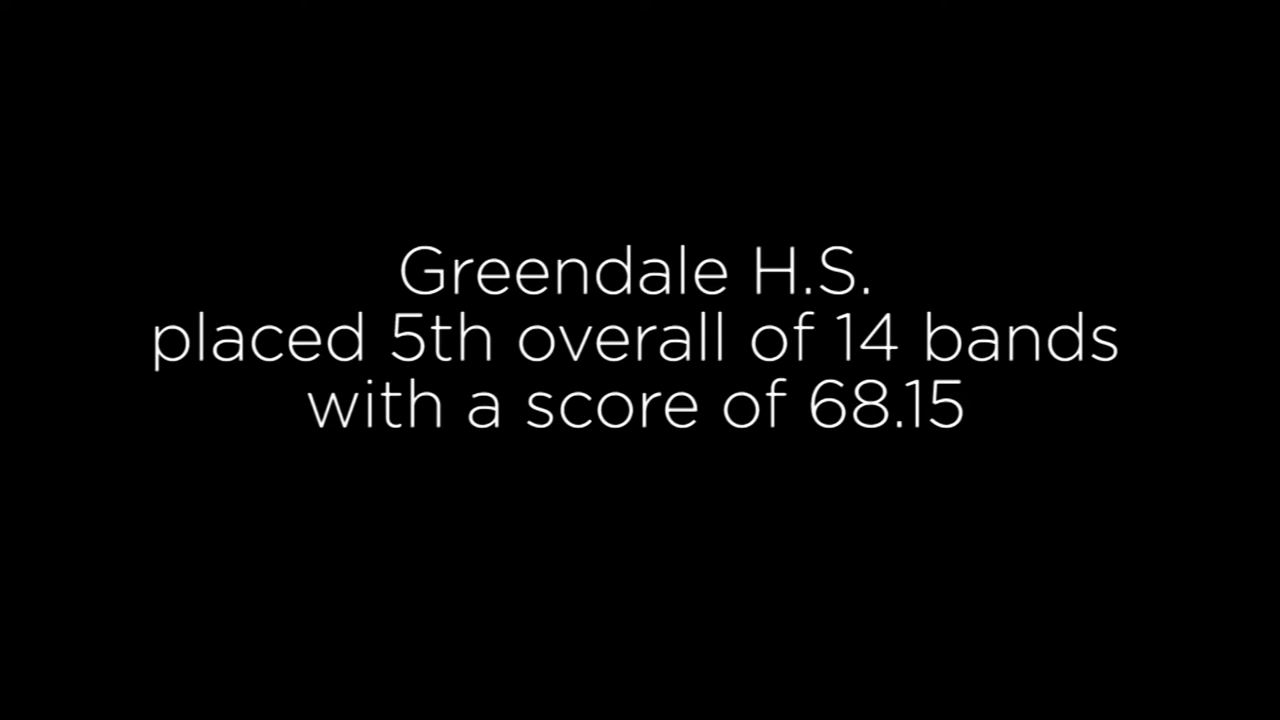 Greendale H.S.
placed 5th overall of 14 bands
with a score of 68.15